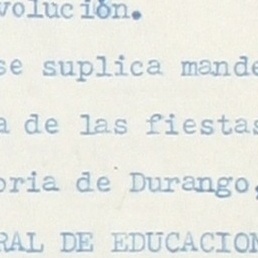 volución.
se suplica mande
a de las fiestas
oria de Durango,
RAL DE EDUCACION